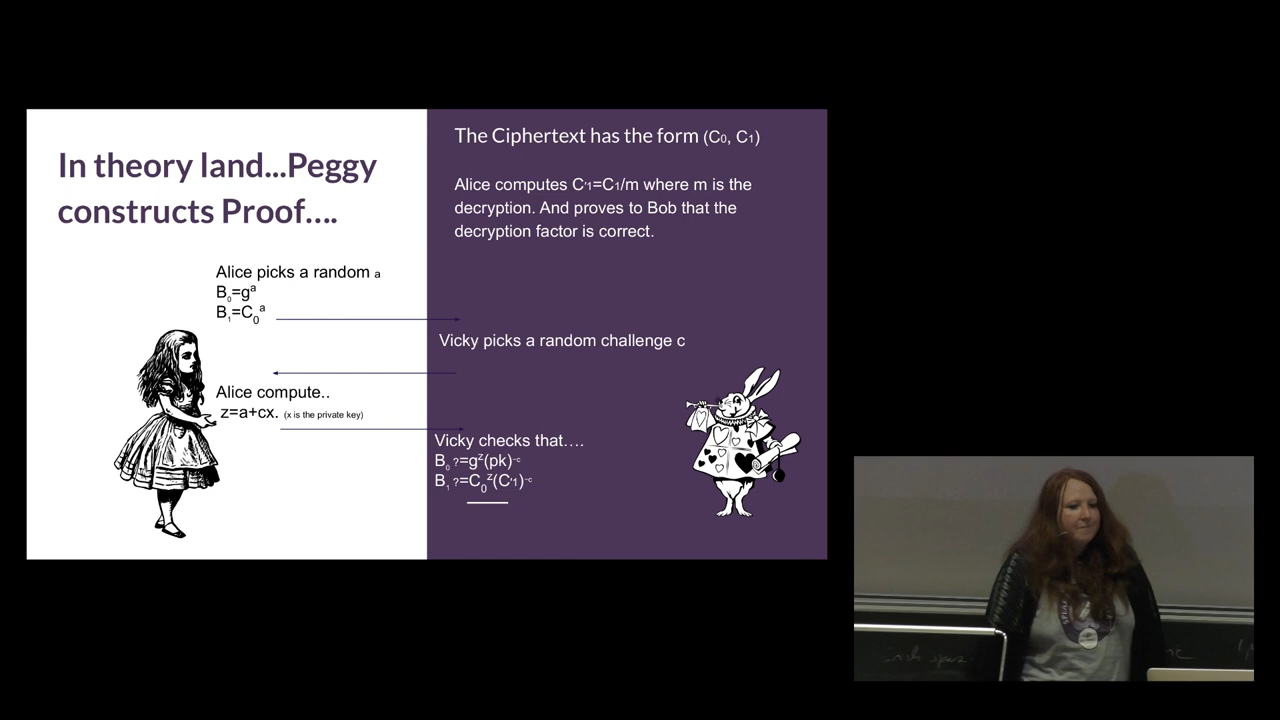 In theory land...Peggy
constructs Proof....
Alice picks a random a
B₀=gᵃ
B₁=C₀ᵃ
Alice compute..
z=a+cx. (x is the private key)
The Ciphertext has the form (C₀, C₁)
Alice computes C'₁=C₁/m where m is the
decryption. And proves to Bob that the
decryption factor is correct.
Vicky picks a random challenge c
Vicky checks that....
B₀ ?=gᶻ(pk)⁻ᶜ
B₁ ?=C₀ᶻ(C'₁)⁻ᶜ